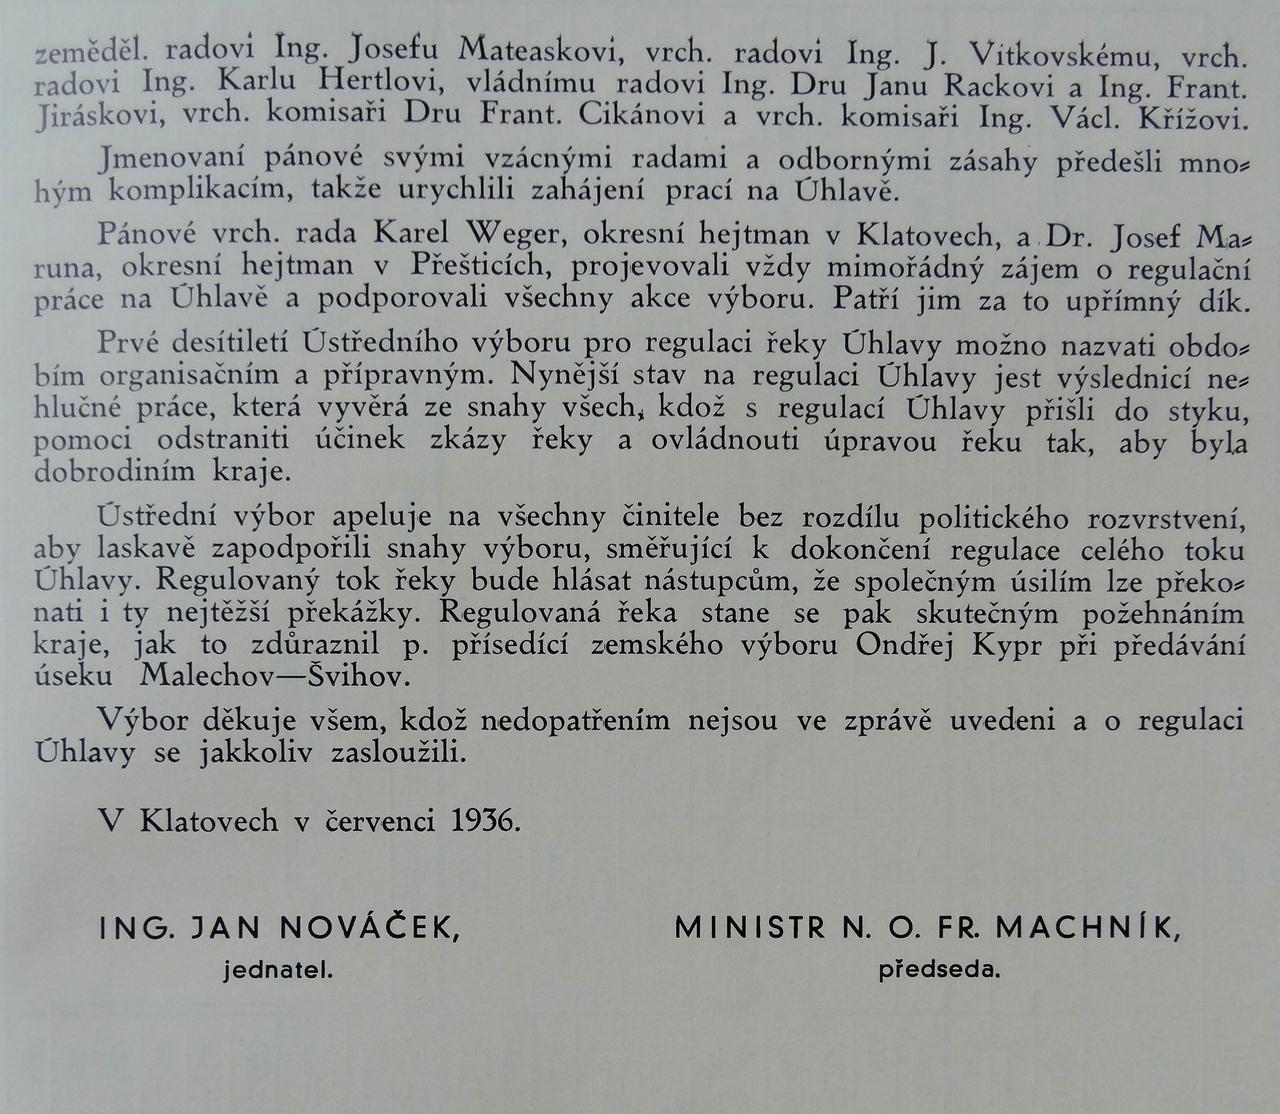 zeměděl. radovi Ing. Josefu Mateaskovi, vrch. radovi Ing. J. Vítkovskému, vrch.
radovi Ing. Karlu Hertlovi, vládnímu radovi Ing. Dru Janu Rackovi a Ing. Frant.
Jiráskovi, vrch. komisaři Dru Frant. Cikánovi a vrch. komisaři Ing. Václ. Křížovi.
Jmenovaní pánové svými vzácnými radami a odbornými zásahy předešli mno-
hým komplikacím, takže urychlili zahájení prací na Úhlavě.
Pánové vrch. rada Karel Weger, okresní hejtman v Klatovech, a Dr. Josef Ma-
runa, okresní hejtman v Přešticích, projevovali vždy mimořádný zájem o regulační
práce na Úhlavě a podporovali všechny akce výboru. Patří jim za to upřímný dík.
Prvé desítiletí Ústředního výboru pro regulaci řeky Úhlavy možno nazvati obdo-
bím organisačním a přípravným. Nynější stav na regulaci Úhlavy jest výslednicí ne-
hlučné práce, která vyvěrá ze snahy všech, kdož s regulací Úhlavy přišli do styku,
pomoci odstraniti účinek zkázy řeky a ovládnouti úpravou řeku tak, aby byla
dobrodiním kraje.
Ústřední výbor apeluje na všechny činitele bez rozdílu politického rozvrstvení,
aby laskavě zapodpořili snahy výboru, směřující k dokončení regulace celého toku
Úhlavy. Regulovaný tok řeky bude hlásat nástupcům, že společným úsilím lze překo-
nati i ty nejtěžší překážky. Regulovaná řeka stane se pak skutečným požehnáním
kraje, jak to zdůraznil p. přísedící zemského výboru Ondřej Kypr při předávání
úseku Malechov—Švihov.
Výbor děkuje všem, kdož nedopatřením nejsou ve zprávě uvedeni a o regulaci
Úhlavy se jakkoliv zasloužili.
V Klatovech v červenci 1936.
ING. JAN NOVÁČEK,
jednatel.
MINISTR N. O. FR. MACHNÍK,
předseda.